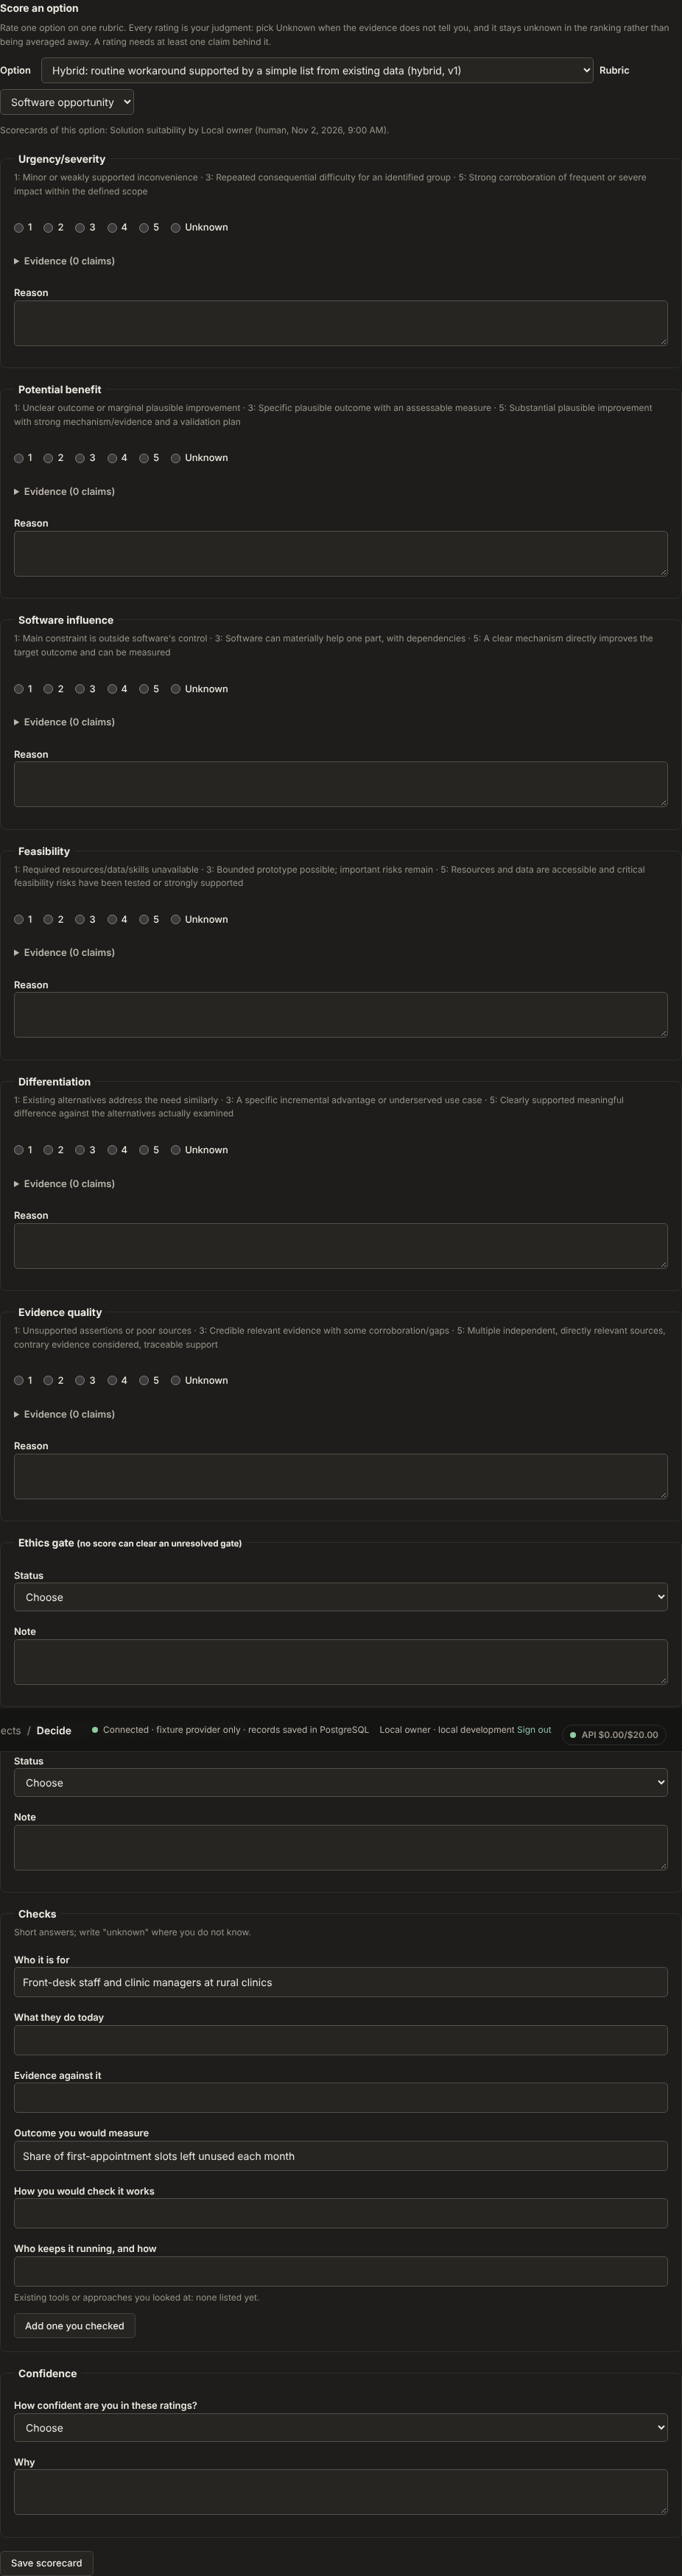 Score an option
Rate one option on one rubric. Every rating is your judgment: pick Unknown when the evidence does not tell you, and it stays unknown in the ranking rather than
being averaged away. A rating needs at least one claim behind it.
Option Hybrid: routine workaround supported by a simple list from existing data (hybrid, v1) Rubric
Software opportunity
Scorecards of this option: Solution suitability by Local owner (human, Nov 2, 2026, 9:00 AM).
Urgency/severity
1: Minor or weakly supported inconvenience · 3: Repeated consequential difficulty for an identified group · 5: Strong corroboration of frequent or severe
impact within the defined scope
1 2 3 4 5 Unknown
Evidence (0 claims)
Reason
Potential benefit
1: Unclear outcome or marginal plausible improvement · 3: Specific plausible outcome with an assessable measure · 5: Substantial plausible improvement
with strong mechanism/evidence and a validation plan
1 2 3 4 5 Unknown
Evidence (0 claims)
Reason
Software influence
1: Main constraint is outside software's control · 3: Software can materially help one part, with dependencies · 5: A clear mechanism directly improves the
target outcome and can be measured
1 2 3 4 5 Unknown
Evidence (0 claims)
Reason
Feasibility
1: Required resources/data/skills unavailable · 3: Bounded prototype possible; important risks remain · 5: Resources and data are accessible and critical
feasibility risks have been tested or strongly supported
1 2 3 4 5 Unknown
Evidence (0 claims)
Reason
Differentiation
1: Existing alternatives address the need similarly · 3: A specific incremental advantage or underserved use case · 5: Clearly supported meaningful
difference against the alternatives actually examined
1 2 3 4 5 Unknown
Evidence (0 claims)
Reason
Evidence quality
1: Unsupported assertions or poor sources · 3: Credible relevant evidence with some corroboration/gaps · 5: Multiple independent, directly relevant sources,
contrary evidence considered, traceable support
1 2 3 4 5 Unknown
Evidence (0 claims)
Reason
Ethics gate (no score can clear an unresolved gate)
Status
Choose
Note
ects / Decide Connected · fixture provider only · records saved in PostgreSQL Local owner · local development Sign out API $0.00/$20.00
Status
Choose
Note
Checks
Short answers; write "unknown" where you do not know.
Who it is for
Front-desk staff and clinic managers at rural clinics
What they do today
Evidence against it
Outcome you would measure
Share of first-appointment slots left unused each month
How you would check it works
Who keeps it running, and how
Existing tools or approaches you looked at: none listed yet.
Add one you checked
Confidence
How confident are you in these ratings?
Choose
Why
Save scorecard